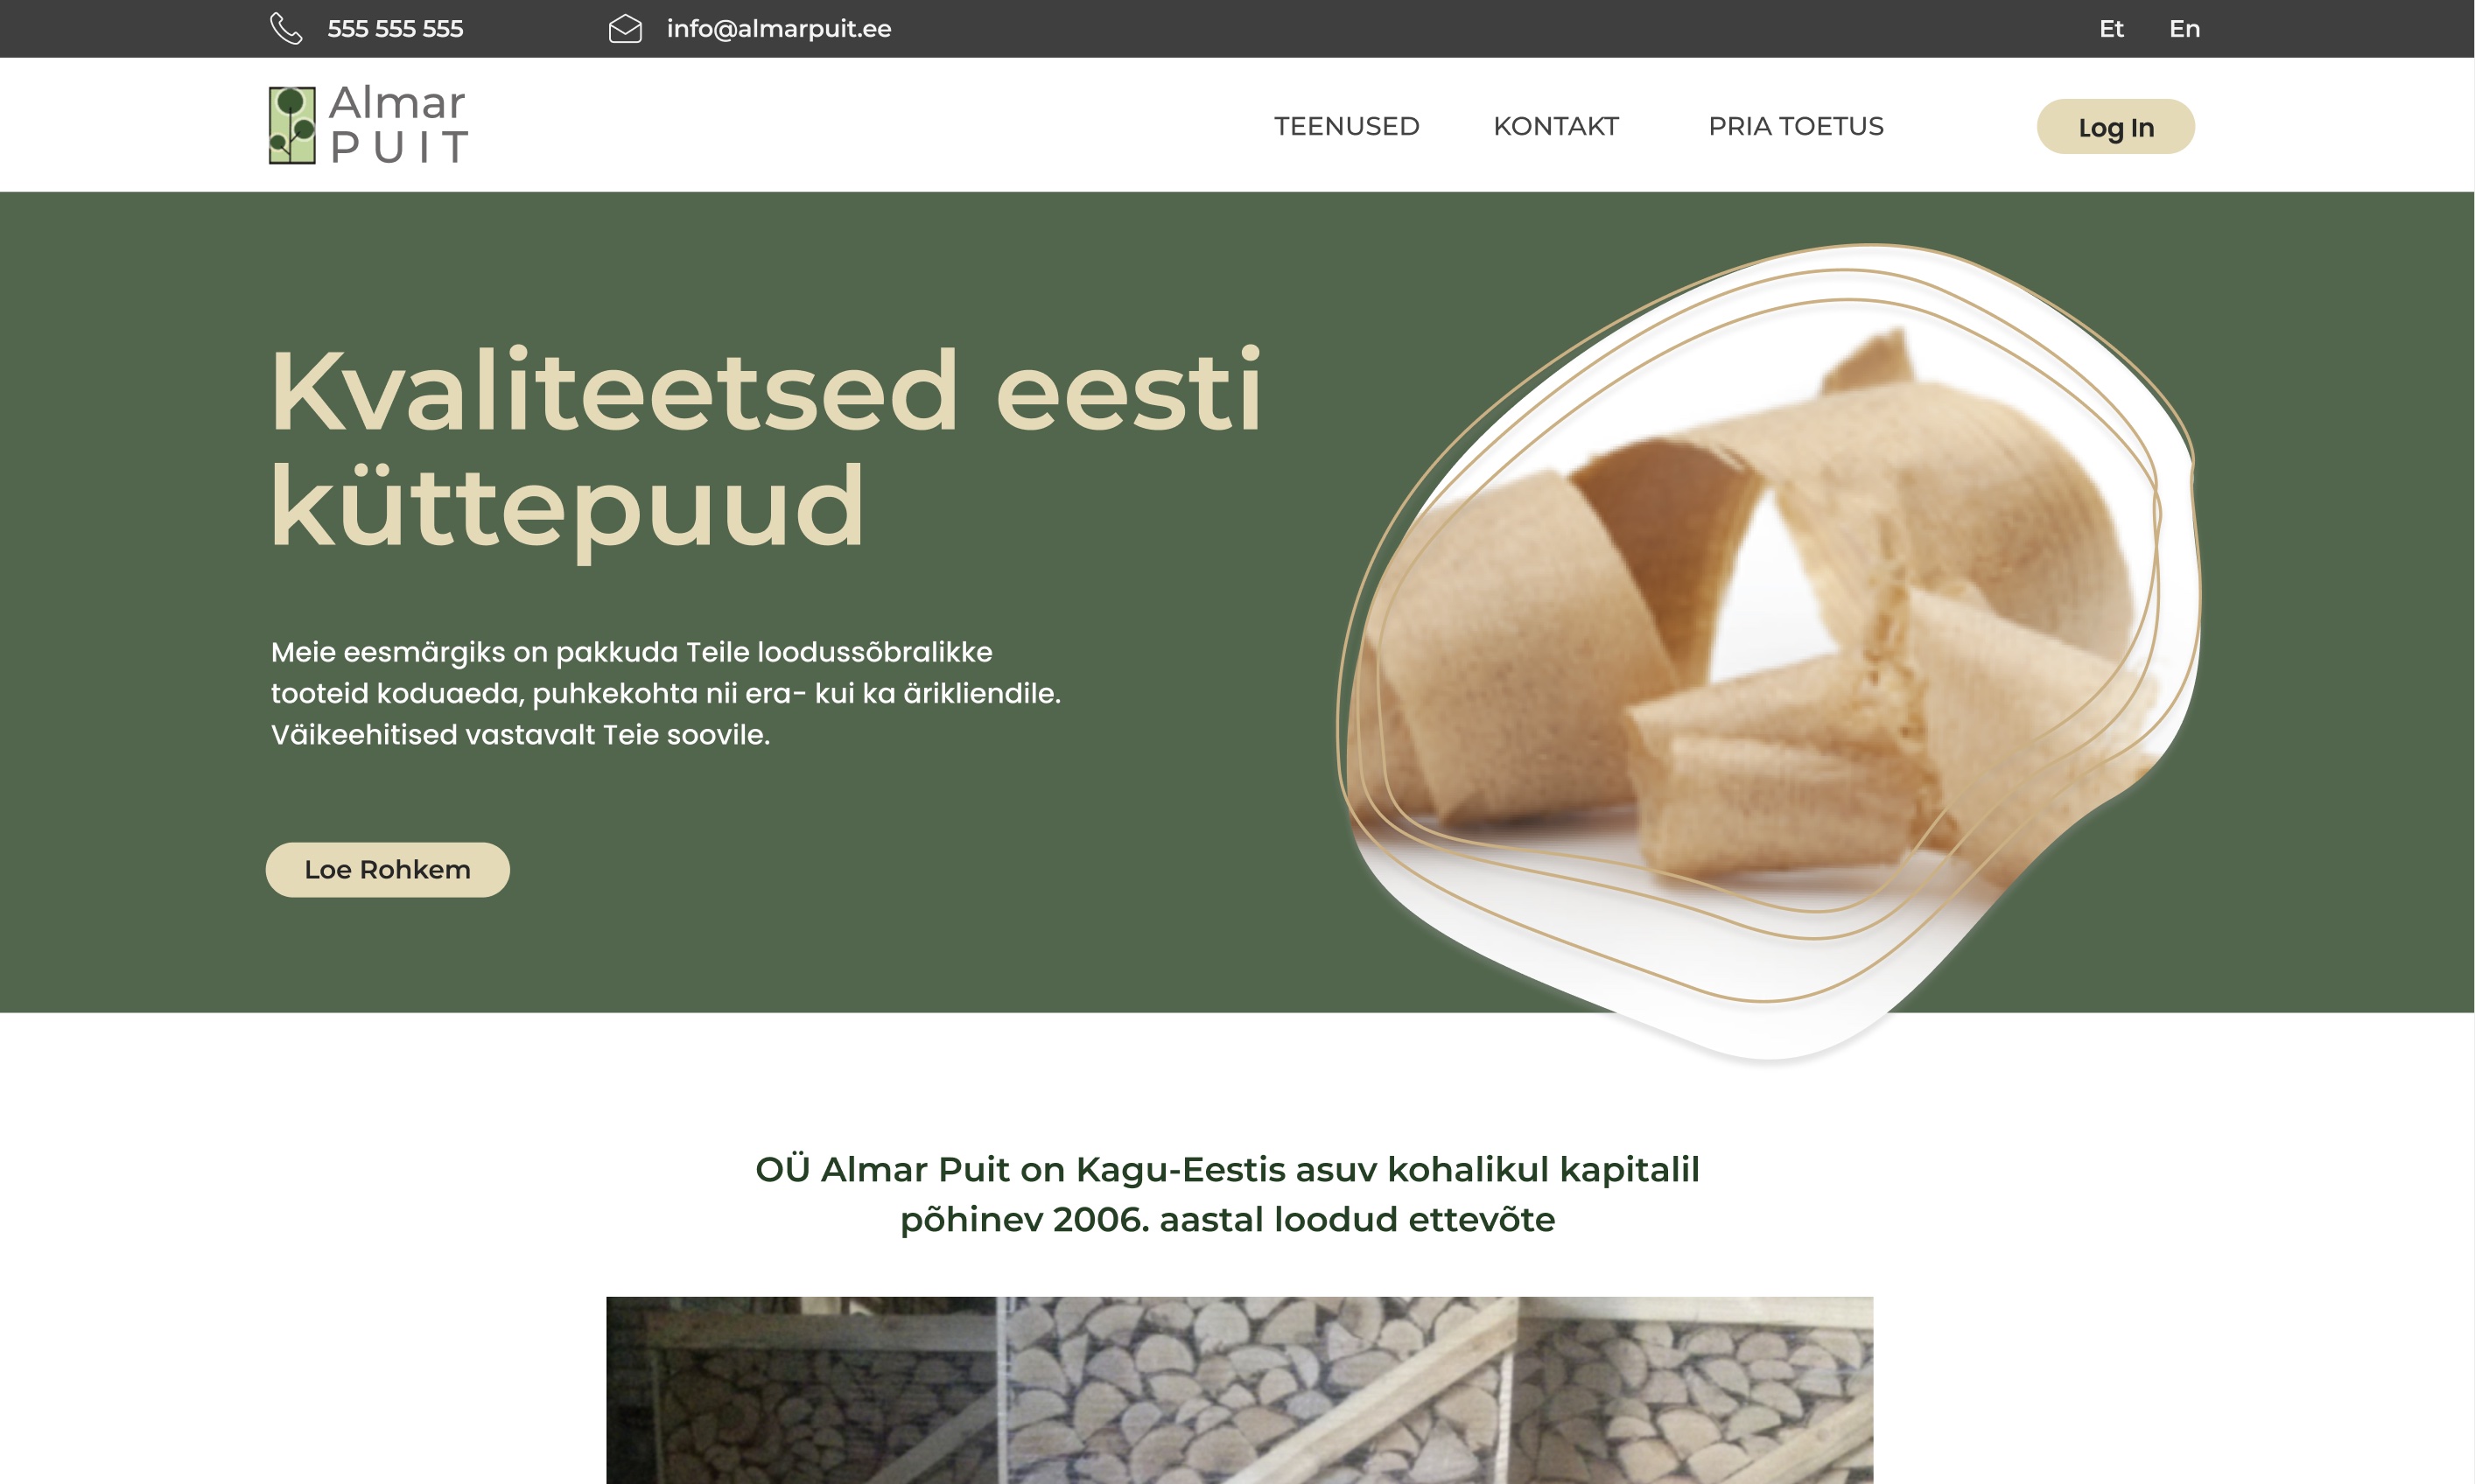 555 555 555
info@almarpuit.ee
Et
En
Almar
PUIT
TEENUSED
KONTAKT
PRIA TOETUS
Log In
Kvaliteetsed eesti
küttepuud
Meie eesmärgiks on pakkuda Teile loodussõbralikke
tooteid koduaeda, puhkekohta nii era- kui ka ärikliendile.
Väikeehitised vastavalt Teie soovile.
Loe Rohkem
OÜ Almar Puit on Kagu-Eestis asuv kohalikul kapitalil
põhinev 2006. aastal loodud ettevõte